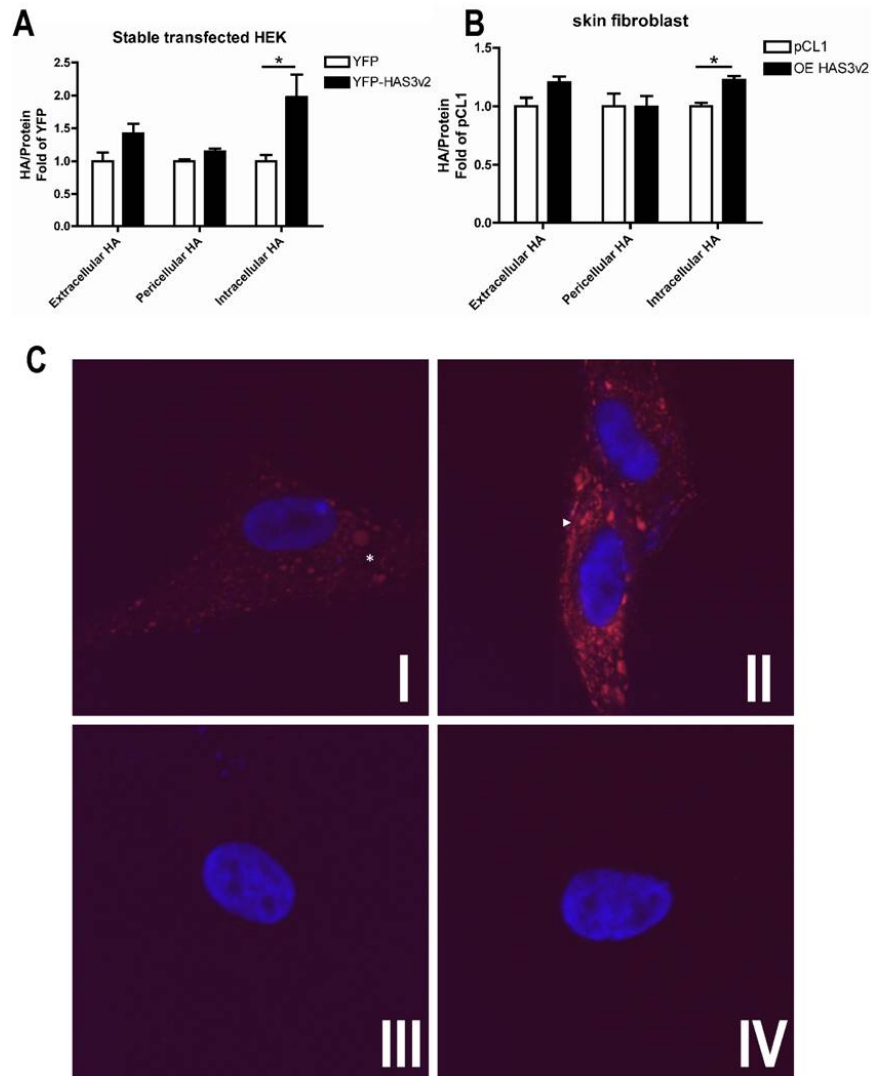 A
Stable transfected HEK
YFP
YFP-HAS3v2
HA/Protein
Fold of YFP
2.5
2.0
1.5
1.0
0.5
0.0
*
Extracellular HA
Pericellular HA
Intracellular HA
B
skin fibroblast
pCL1
OE HAS3v2
HA/Protein
Fold of pCL1
1.5
1.0
0.5
0.0
*
Extracellular HA
Pericellular HA
Intracellular HA
C
*
I
II
III
IV